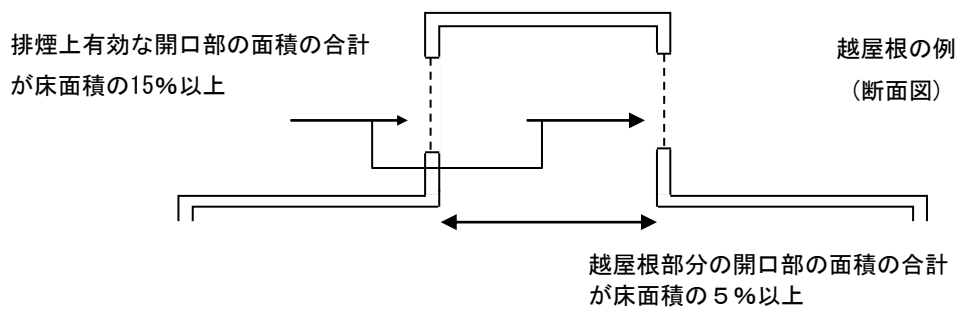 排煙上有効な開口部の面積の合計
が床面積の15%以上
越屋根の例
(断面図)
越屋根部分の開口部の面積の合計
が床面積の５%以上